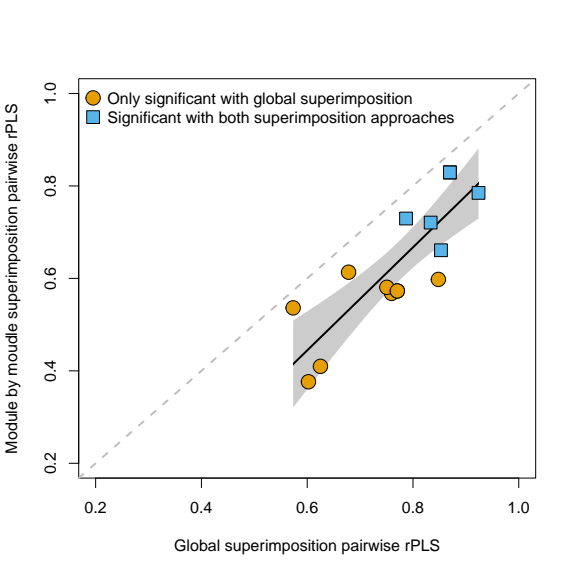 Only significant with global superimposition
Significant with both superimposition approaches
Module by moudle superimposition pairwise rPLS
1.0
0.8
0.6
0.4
0.2
0.2 0.4 0.6 0.8 1.0
Global superimposition pairwise rPLS